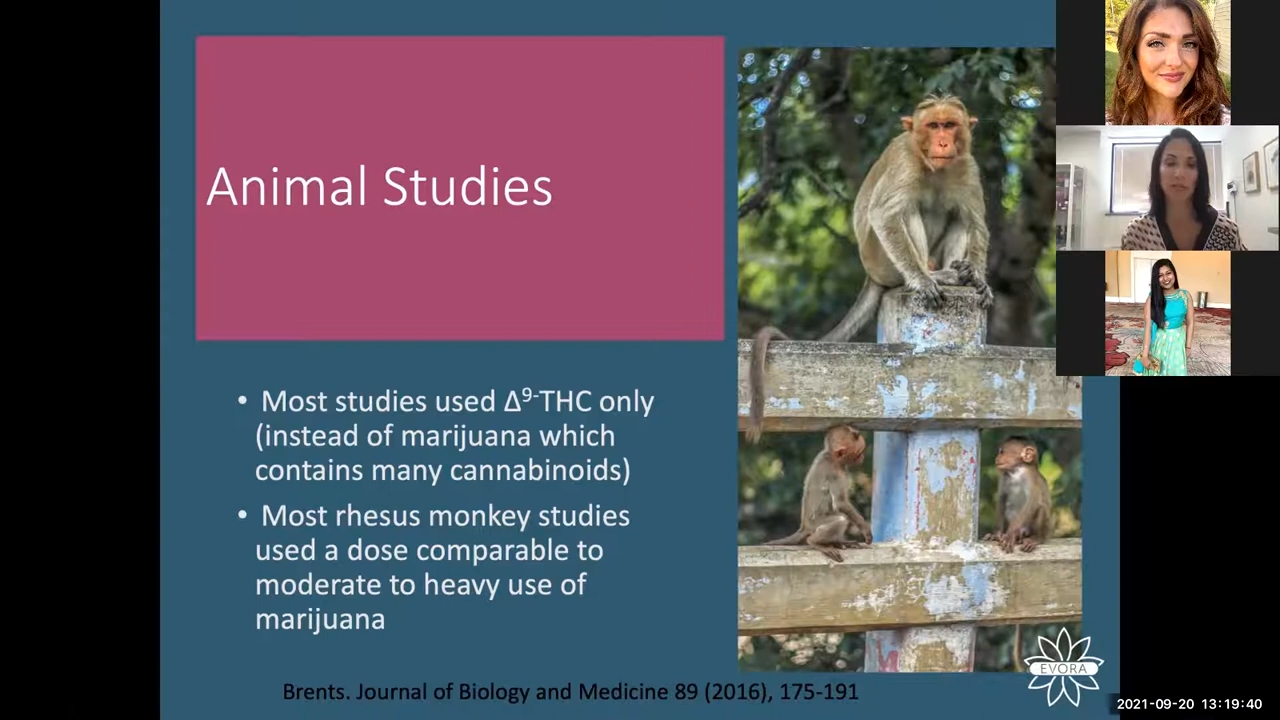 Animal Studies
• Most studies used Δ⁹⁻THC only
(instead of marijuana which
contains many cannabinoids)
• Most rhesus monkey studies
used a dose comparable to
moderate to heavy use of
marijuana
Brents. Journal of Biology and Medicine 89 (2016), 175-191
EVORA
2021-09-20 13:19:40